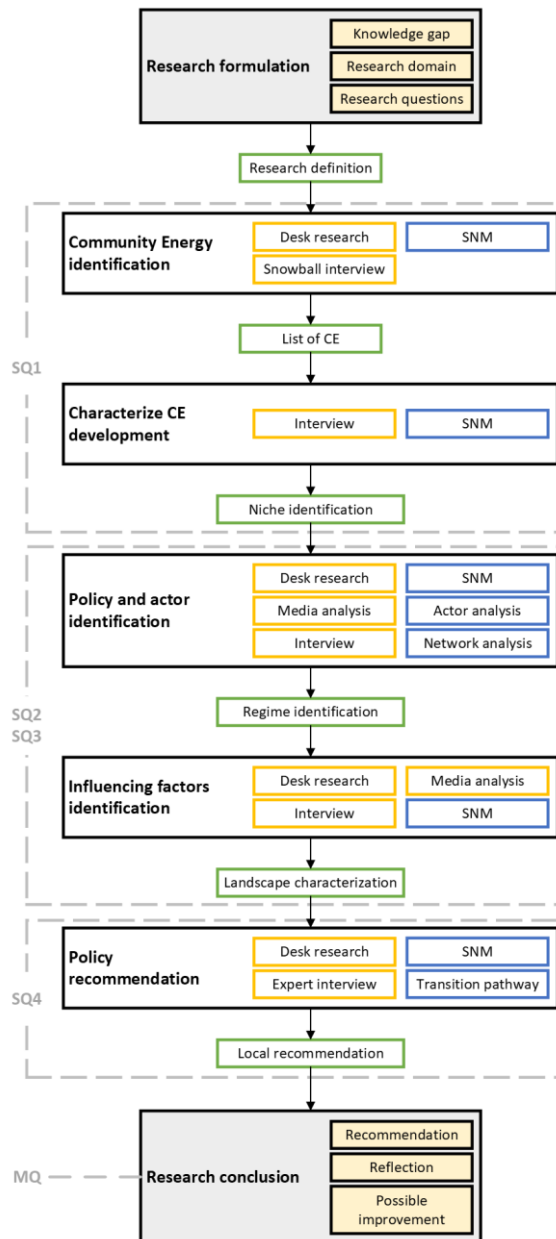 Knowledge gap
Research formulation
Research domain
Research questions
Research definition
Community Energy
identification
Desk research
SNM
Snowball interview
List of CE
SQ1
Characterize CE
development
Interview
SNM
Niche identification
Policy and actor
identification
Desk research
SNM
Media analysis
Actor analysis
Interview
Network analysis
SQ2
SQ3
Regime identification
Influencing factors
identification
Desk research
Media analysis
Interview
SNM
Landscape characterization
Policy
recommendation
Desk research
SNM
Expert interview
Transition pathway
SQ4
Local recommendation
Recommendation
MQ
Research conclusion
Reflection
Possible
improvement